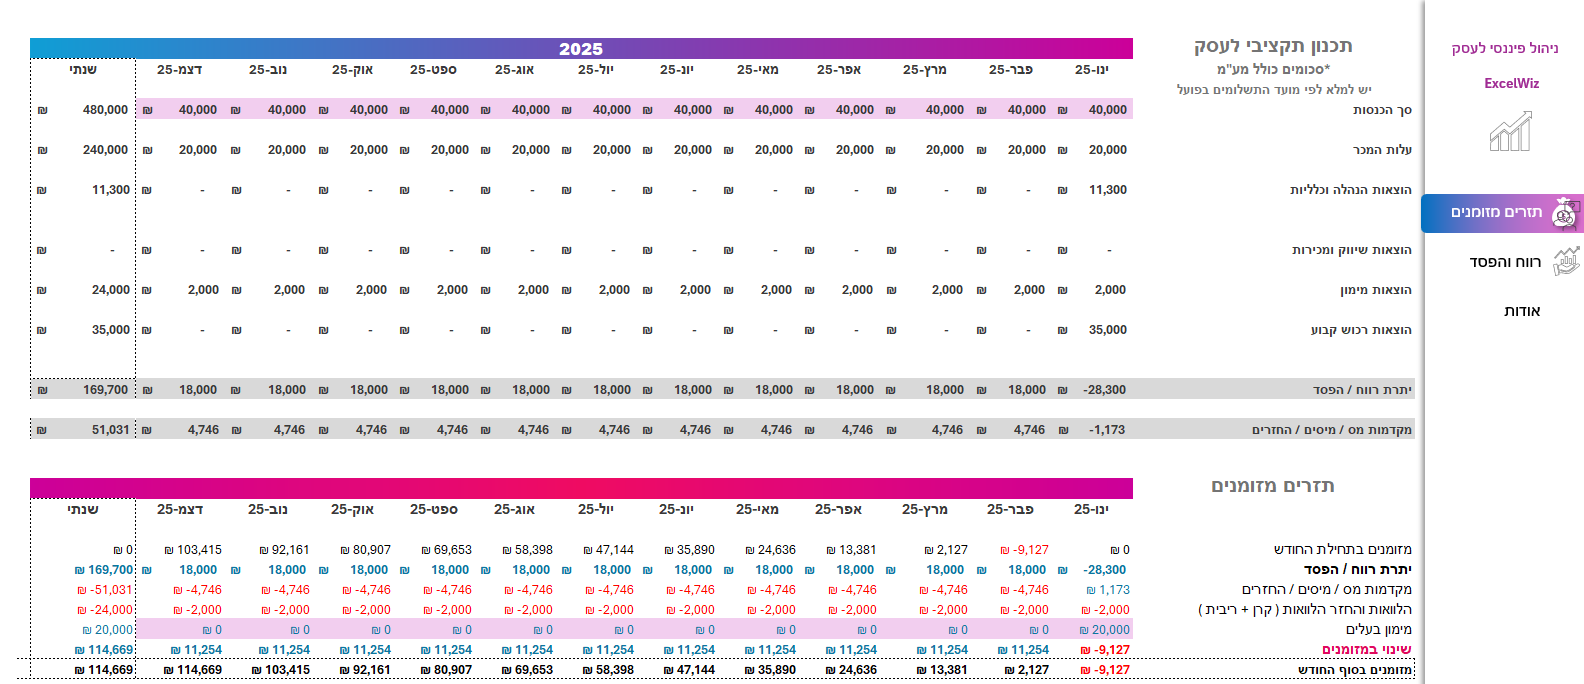 ניהול פיננסי לעסק
ExcelWiz
תזרים מזומנים
רווח והפסד
אודות
תכנון תקציבי לעסק 2025
*סכומים כולל מע"מ ינו-25 פבר-25 מרץ-25 אפר-25 מאי-25 יונ-25 יול-25 אוג-25 ספט-25 אוק-25 נוב-25 דצמ-25 שנתי
יש למלא לפי מועד התשלומים בפועל
סך הכנסות 40,000 ₪ 40,000 ₪ 40,000 ₪ 40,000 ₪ 40,000 ₪ 40,000 ₪ 40,000 ₪ 40,000 ₪ 40,000 ₪ 40,000 ₪ 40,000 ₪ 40,000 ₪ 480,000 ₪
עלות המכר 20,000 ₪ 20,000 ₪ 20,000 ₪ 20,000 ₪ 20,000 ₪ 20,000 ₪ 20,000 ₪ 20,000 ₪ 20,000 ₪ 20,000 ₪ 20,000 ₪ 20,000 ₪ 240,000 ₪
הוצאות הנהלה וכלליות 11,300 ₪ - ₪ - ₪ - ₪ - ₪ - ₪ - ₪ - ₪ - ₪ - ₪ - ₪ - ₪ 11,300 ₪
הוצאות שיווק ומכירות - ₪ - ₪ - ₪ - ₪ - ₪ - ₪ - ₪ - ₪ - ₪ - ₪ - ₪ - ₪ - ₪
הוצאות מימון 2,000 ₪ 2,000 ₪ 2,000 ₪ 2,000 ₪ 2,000 ₪ 2,000 ₪ 2,000 ₪ 2,000 ₪ 2,000 ₪ 2,000 ₪ 2,000 ₪ 2,000 ₪ 24,000 ₪
הוצאות רכוש קבוע 35,000 ₪ - ₪ - ₪ - ₪ - ₪ - ₪ - ₪ - ₪ - ₪ - ₪ - ₪ - ₪ 35,000 ₪
יתרת רווח / הפסד -28,300 ₪ 18,000 ₪ 18,000 ₪ 18,000 ₪ 18,000 ₪ 18,000 ₪ 18,000 ₪ 18,000 ₪ 18,000 ₪ 18,000 ₪ 18,000 ₪ 18,000 ₪ 169,700 ₪
מקדמות מס / מיסים / החזרים -1,173 ₪ 4,746 ₪ 4,746 ₪ 4,746 ₪ 4,746 ₪ 4,746 ₪ 4,746 ₪ 4,746 ₪ 4,746 ₪ 4,746 ₪ 4,746 ₪ 4,746 ₪ 51,031 ₪
תזרים מזומנים
ינו-25 פבר-25 מרץ-25 אפר-25 מאי-25 יונ-25 יול-25 אוג-25 ספט-25 אוק-25 נוב-25 דצמ-25 שנתי
מזומנים בתחילת החודש 0 ₪ -9,127 ₪ 2,127 ₪ 13,381 ₪ 24,636 ₪ 35,890 ₪ 47,144 ₪ 58,398 ₪ 69,653 ₪ 80,907 ₪ 92,161 ₪ 103,415 ₪ 0 ₪
יתרת רווח / הפסד -28,300 ₪ 18,000 ₪ 18,000 ₪ 18,000 ₪ 18,000 ₪ 18,000 ₪ 18,000 ₪ 18,000 ₪ 18,000 ₪ 18,000 ₪ 18,000 ₪ 18,000 ₪ 169,700 ₪
מקדמות מס / מיסים / החזרים 1,173 ₪ -4,746 ₪ -4,746 ₪ -4,746 ₪ -4,746 ₪ -4,746 ₪ -4,746 ₪ -4,746 ₪ -4,746 ₪ -4,746 ₪ -4,746 ₪ -4,746 ₪ -51,031 ₪
הלוואות והחזר הלוואות ( קרן + ריבית ) -2,000 ₪ -2,000 ₪ -2,000 ₪ -2,000 ₪ -2,000 ₪ -2,000 ₪ -2,000 ₪ -2,000 ₪ -2,000 ₪ -2,000 ₪ -2,000 ₪ -2,000 ₪ -24,000 ₪
מימון בעלים 20,000 ₪ 0 ₪ 0 ₪ 0 ₪ 0 ₪ 0 ₪ 0 ₪ 0 ₪ 0 ₪ 0 ₪ 0 ₪ 0 ₪ 20,000 ₪
שינוי במזומנים -9,127 ₪ 11,254 ₪ 11,254 ₪ 11,254 ₪ 11,254 ₪ 11,254 ₪ 11,254 ₪ 11,254 ₪ 11,254 ₪ 11,254 ₪ 11,254 ₪ 11,254 ₪ 114,669 ₪
מזומנים בסוף החודש -9,127 ₪ 2,127 ₪ 13,381 ₪ 24,636 ₪ 35,890 ₪ 47,144 ₪ 58,398 ₪ 69,653 ₪ 80,907 ₪ 92,161 ₪ 103,415 ₪ 114,669 ₪ 114,669 ₪